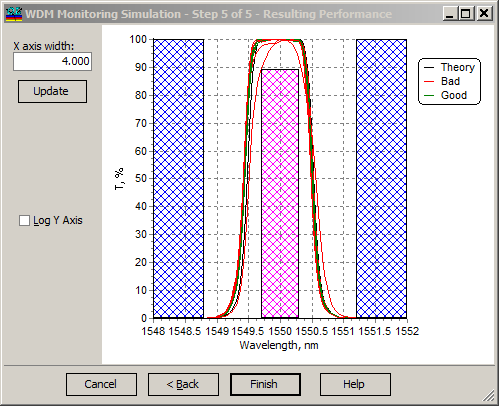 WDM Monitoring Simulation - Step 5 of 5 - Resulting Performance
X axis width:
4.000
Update
Log Y Axis
T, %
100
90
80
70
60
50
40
30
20
10
0
1548 1548.5 1549 1549.5 1550 1550.5 1551 1551.5 1552
Wavelength, nm
Theory
Bad
Good
Cancel
< Back
Finish
Help